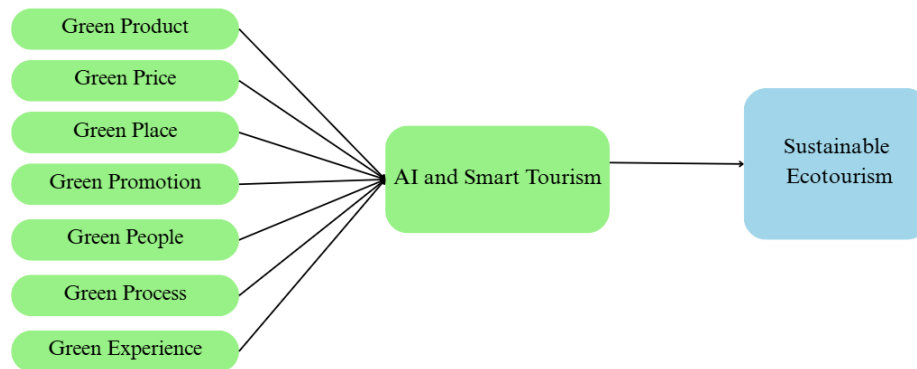 Green Product
Green Price
Green Place
Green Promotion
Green People
Green Process
Green Experience
AI and Smart Tourism
Sustainable
Ecotourism